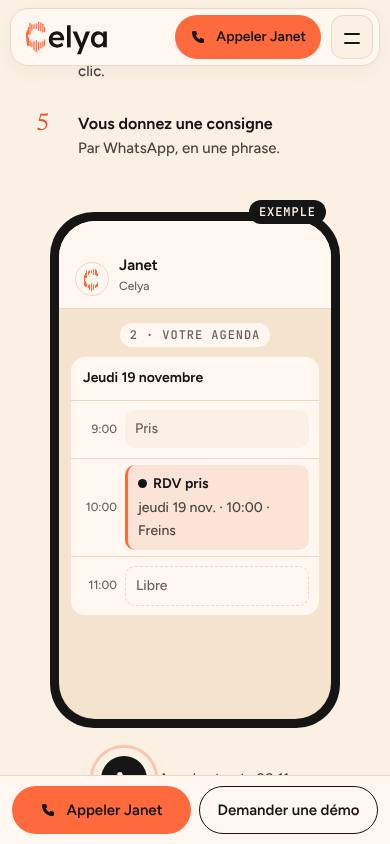 Celya
Appeler Janet
clic.
5
Vous donnez une consigne
Par WhatsApp, en une phrase.
EXEMPLE
Janet
Celya
2 · VOTRE AGENDA
Jeudi 19 novembre
9:00
Pris
10:00
RDV pris
jeudi 19 nov. · 10:00 ·
Freins
11:00
Libre
Appeler Janet
Demander une démo